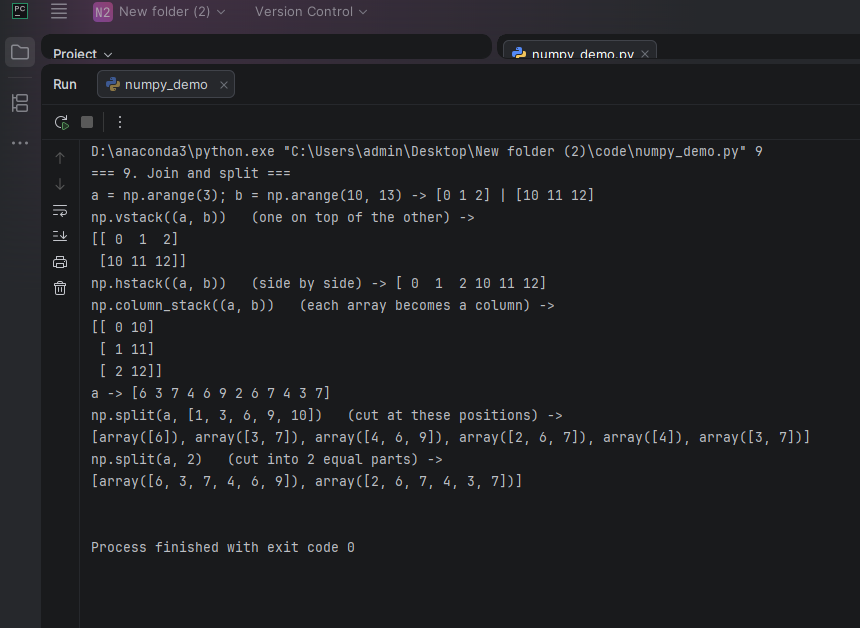 PC
N2 New folder (2) Version Control
Project
numpy_demo.py
Run numpy_demo
D:\anaconda3\python.exe "C:\Users\admin\Desktop\New folder (2)\code\numpy_demo.py" 9
=== 9. Join and split ===
a = np.arange(3); b = np.arange(10, 13) -> [0 1 2] | [10 11 12]
np.vstack((a, b))   (one on top of the other) ->
[[ 0  1  2]
 [10 11 12]]
np.hstack((a, b))   (side by side) -> [ 0  1  2 10 11 12]
np.column_stack((a, b))   (each array becomes a column) ->
[[ 0 10]
 [ 1 11]
 [ 2 12]]
a -> [6 3 7 4 6 9 2 6 7 4 3 7]
np.split(a, [1, 3, 6, 9, 10])   (cut at these positions) ->
[array([6]), array([3, 7]), array([4, 6, 9]), array([2, 6, 7]), array([4]), array([3, 7])]
np.split(a, 2)   (cut into 2 equal parts) ->
[array([6, 3, 7, 4, 6, 9]), array([2, 6, 7, 4, 3, 7])]
Process finished with exit code 0